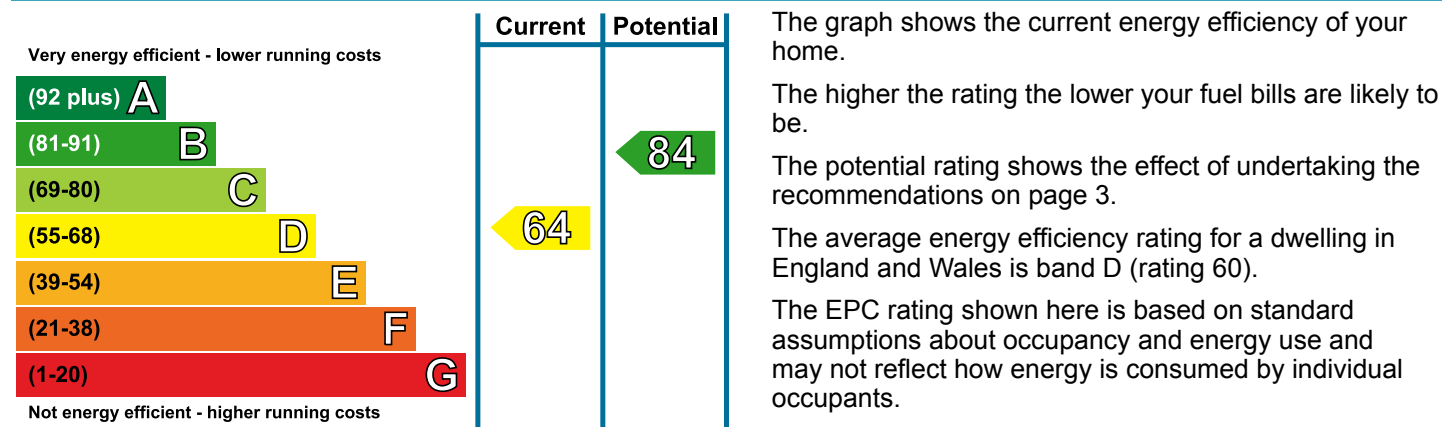 Current Potential
Very energy efficient - lower running costs
(92 plus) A
(81-91) B
84
(69-80) C
(55-68) D
64
(39-54) E
(21-38) F
(1-20) G
Not energy efficient - higher running costs
The graph shows the current energy efficiency of your
home.
The higher the rating the lower your fuel bills are likely to
be.
The potential rating shows the effect of undertaking the
recommendations on page 3.
The average energy efficiency rating for a dwelling in
England and Wales is band D (rating 60).
The EPC rating shown here is based on standard
assumptions about occupancy and energy use and
may not reflect how energy is consumed by individual
occupants.